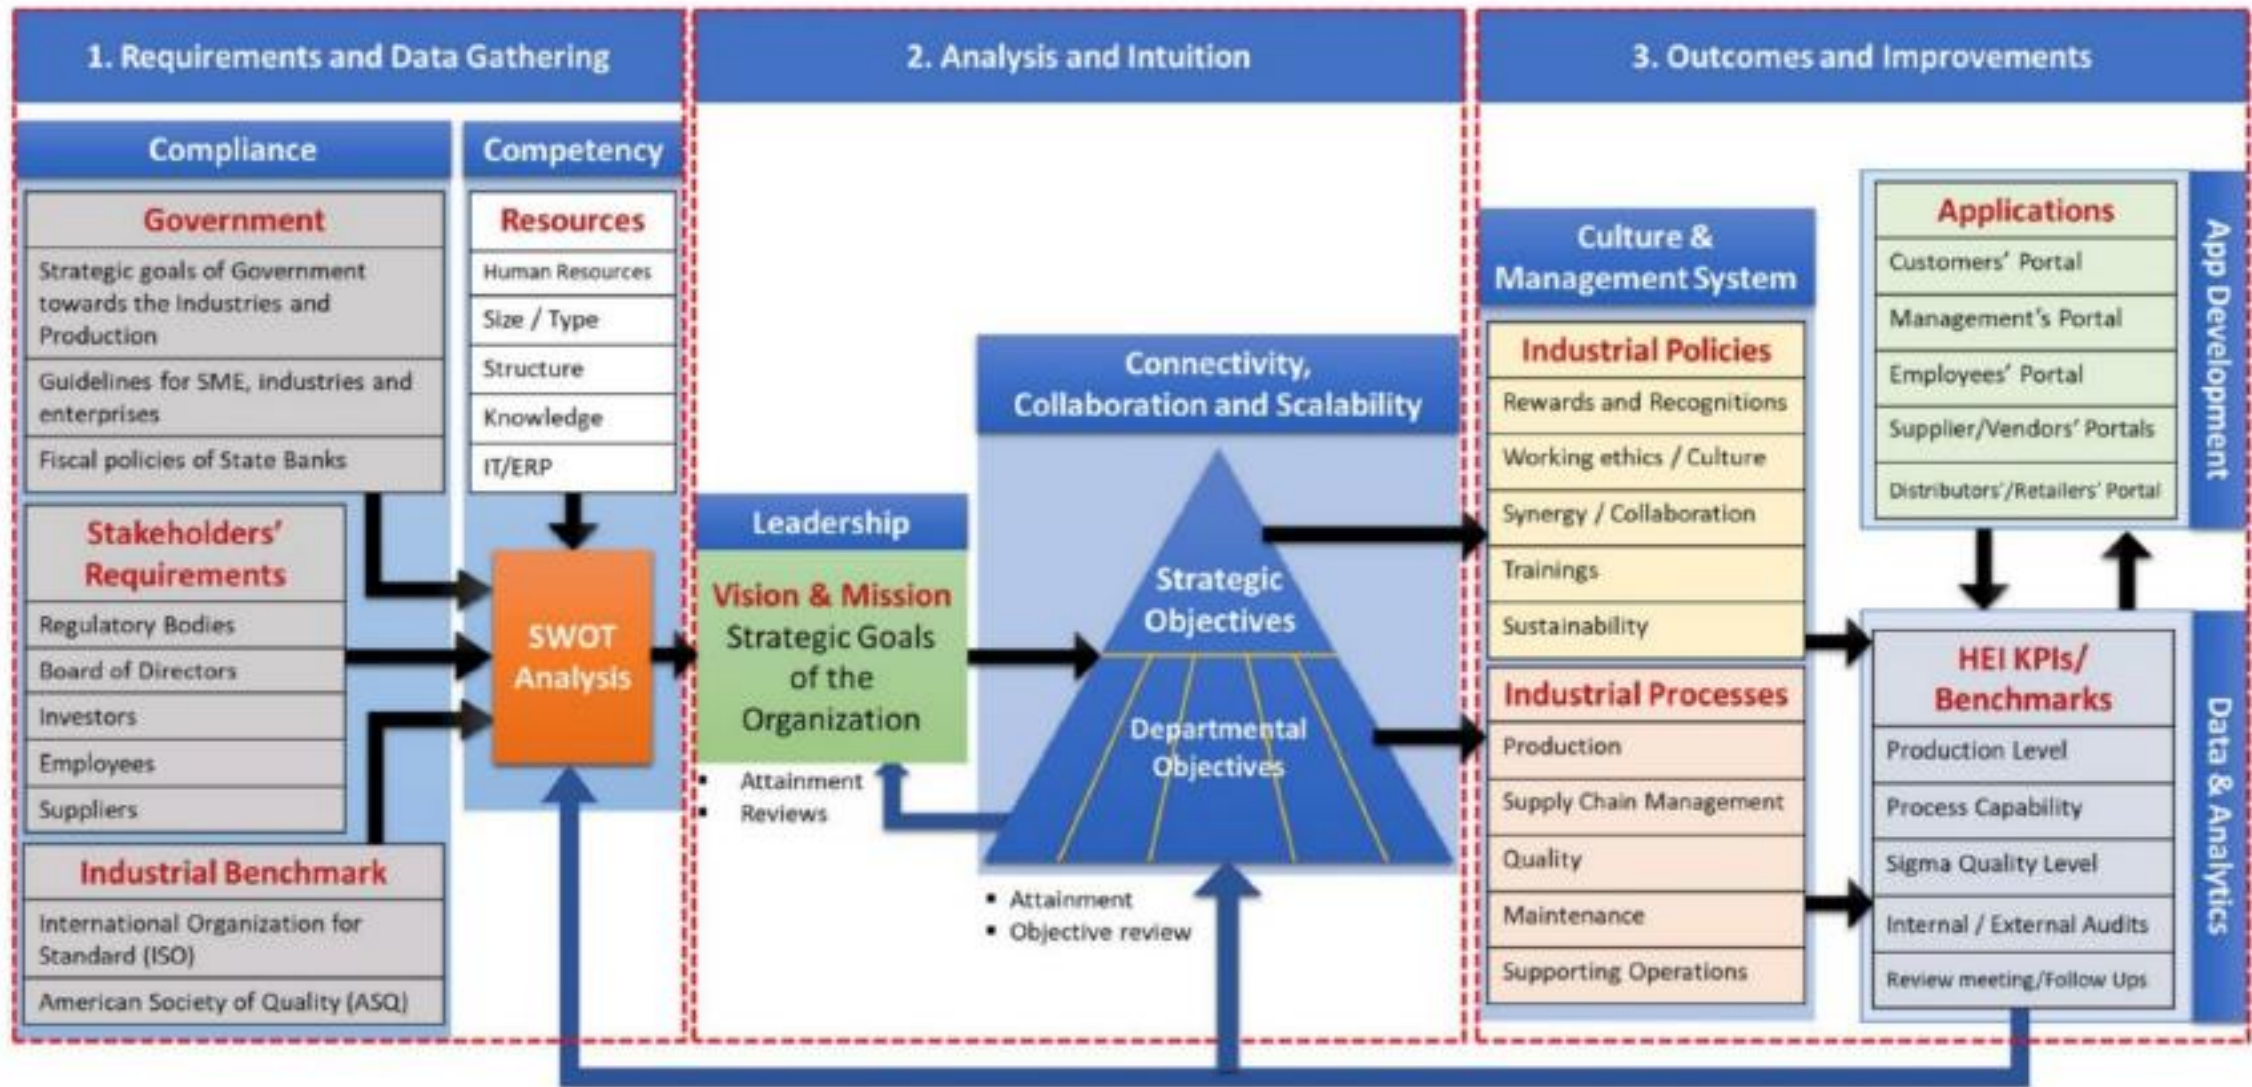 1. Requirements and Data Gathering
Compliance
Government
Strategic goals of Government
towards the Industries and
Production
Guidelines for SME, industries and
enterprises
Fiscal policies of State Banks
Stakeholders'
Requirements
Regulatory Bodies
Board of Directors
Investors
Employees
Suppliers
Industrial Benchmark
International Organization for
Standard (ISO)
American Society of Quality (ASQ)
Competency
Resources
Human Resources
Size / Type
Structure
Knowledge
IT/ERP
SWOT
Analysis
2. Analysis and Intuition
Leadership
Vision & Mission
Strategic Goals
of the
Organization
▪ Attainment
▪ Reviews
Connectivity,
Collaboration and Scalability
Strategic
Objectives
Departmental
Objectives
▪ Attainment
▪ Objective review
3. Outcomes and Improvements
Culture &
Management System
Industrial Policies
Rewards and Recognitions
Working ethics / Culture
Synergy / Collaboration
Trainings
Sustainability
Industrial Processes
Production
Supply Chain Management
Quality
Maintenance
Supporting Operations
Applications
Customers' Portal
Management's Portal
Employees' Portal
Supplier/Vendors' Portals
Distributors'/Retailers' Portal
App Development
HEI KPIs/
Benchmarks
Production Level
Process Capability
Sigma Quality Level
Internal / External Audits
Review meeting/Follow Ups
Data & Analytics